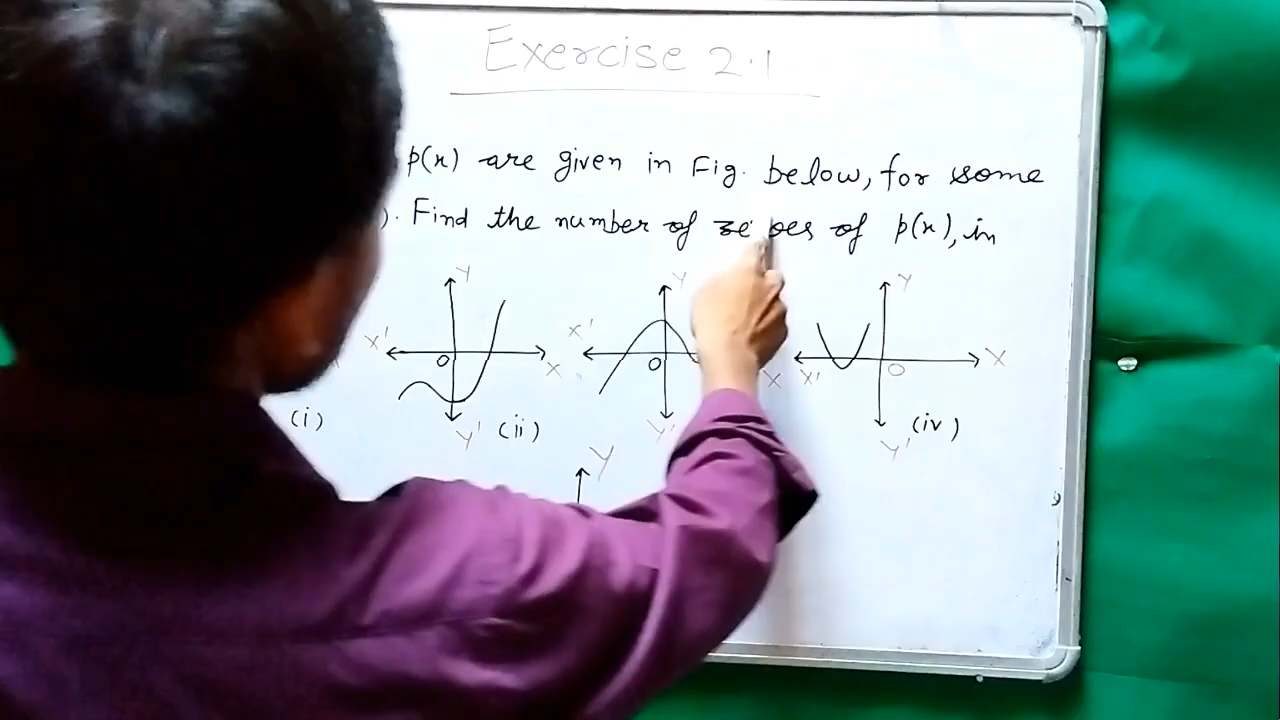 Exercise 2.1
p(x) are given in Fig. below, for some
). Find the number of ze oes of p(x), in
Y Y Y
X' X' X
O O O
X X X'
(i) Y' (ii) Y' (iv)
Y'
Y